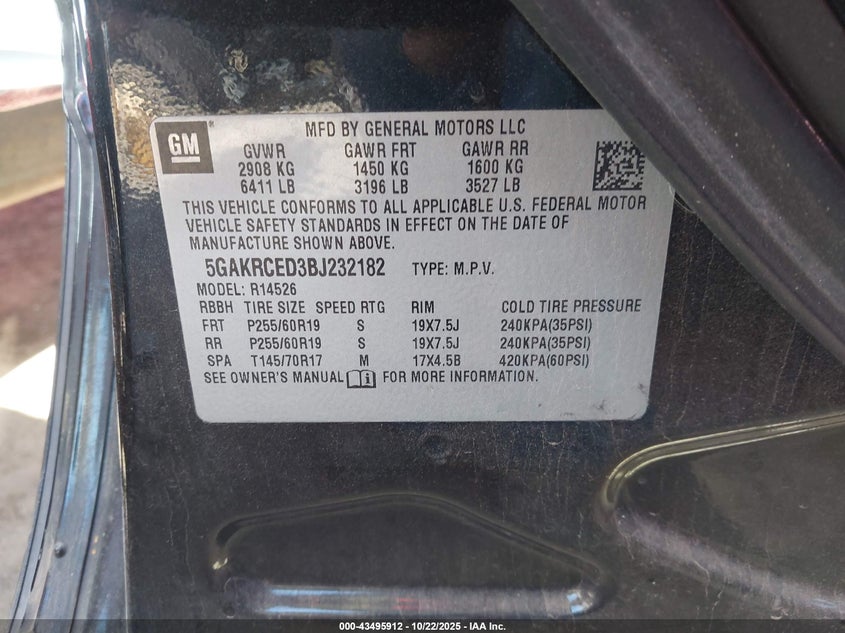 GM
MFD BY GENERAL MOTORS LLC
GVWR GAWR FRT GAWR RR
2908 KG 1450 KG 1600 KG
6411 LB 3196 LB 3527 LB
THIS VEHICLE CONFORMS TO ALL APPLICABLE U.S. FEDERAL MOTOR
VEHICLE SAFETY STANDARDS IN EFFECT ON THE DATE OF
MANUFACTURE SHOWN ABOVE.
5GAKRCED3BJ232182 TYPE: M.P.V.
MODEL: R14526
RBBH TIRE SIZE SPEED RTG RIM COLD TIRE PRESSURE
FRT P255/60R19 S 19X7.5J 240KPA(35PSI)
RR P255/60R19 S 19X7.5J 240KPA(35PSI)
SPA T145/70R17 M 17X4.5B 420KPA(60PSI)
SEE OWNER'S MANUAL FOR MORE INFORMATION.
000-43495912 - 10/22/2025 - IAA Inc.